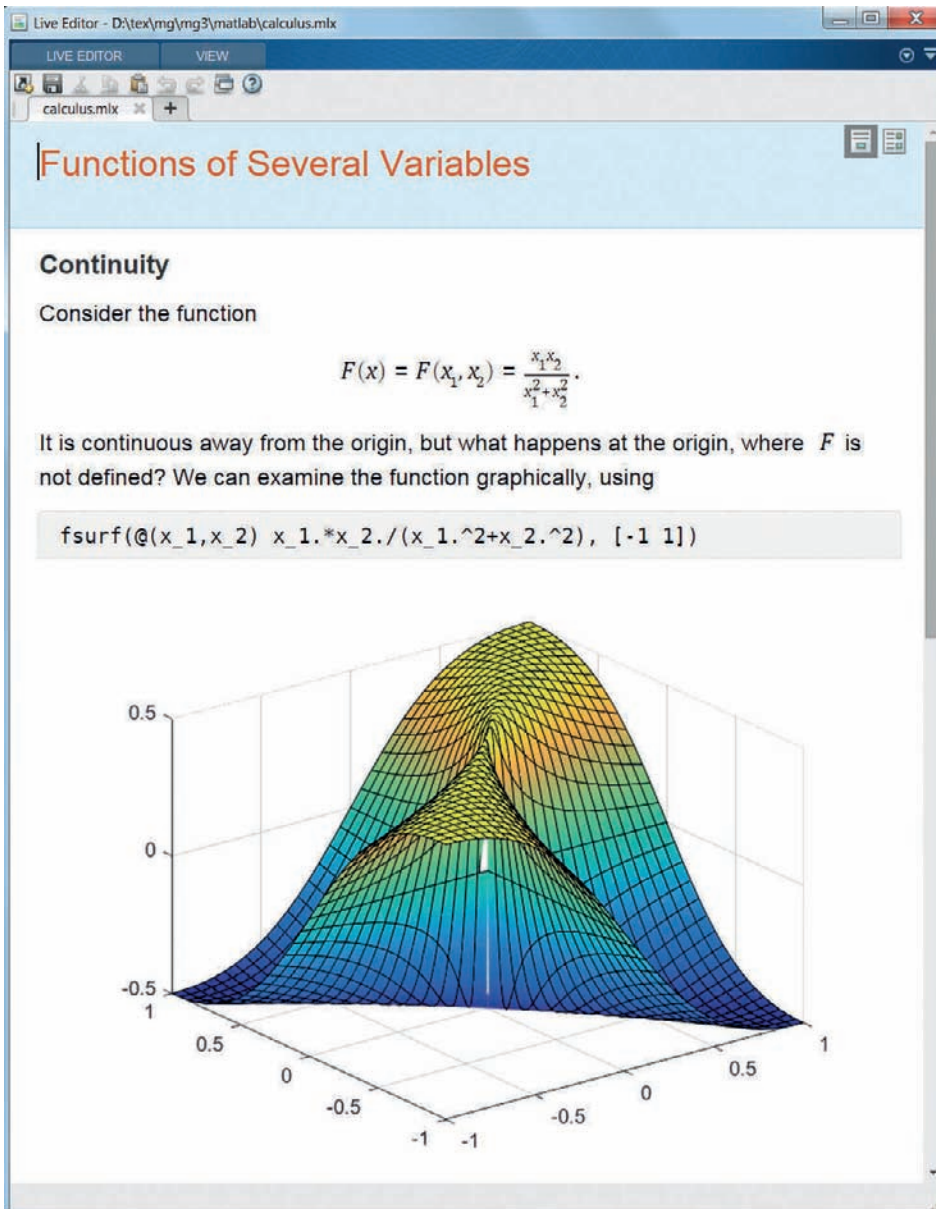 Live Editor - D:\tex\mg\mg3\matlab\calculus.mlx
LIVE EDITOR VIEW
calculus.mlx
Functions of Several Variables
Continuity
Consider the function
F(x) = F(x₁, x₂) = x₁x₂ / x₁²+x₂² .
It is continuous away from the origin, but what happens at the origin, where F is
not defined? We can examine the function graphically, using
fsurf(@(x_1,x_2) x_1.*x_2./(x_1.^2+x_2.^2), [-1 1])
0.5
0
-0.5
1
0.5
0
-0.5
-1
-1
-0.5
0
0.5
1